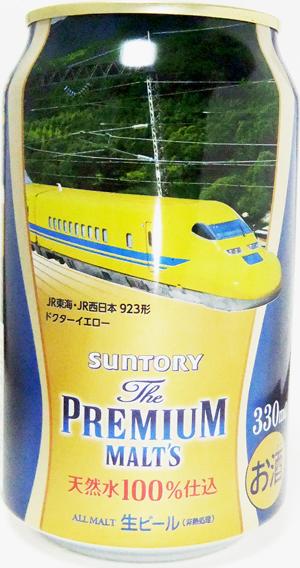 JR東海・JR西日本 923形
ドクターイエロー
SUNTORY
The
PREMIUM
MALT'S
330ml
お酒
天然水100%仕込
ALL MALT 生ビール (非熱処理)